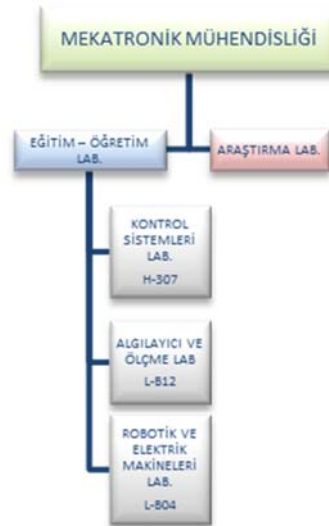 MEKATRONİK MÜHENDİSLİĞİ
EĞİTİM – ÖĞRETİM
LAB.
ARAŞTIRMA LAB.
KONTROL
SİSTEMLERİ
LAB.
H-307
ALGILAYICI VE
ÖLÇME LAB
L-B12
ROBOTİK VE
ELEKTRİK
MAKİNELERİ
LAB.
L-B04